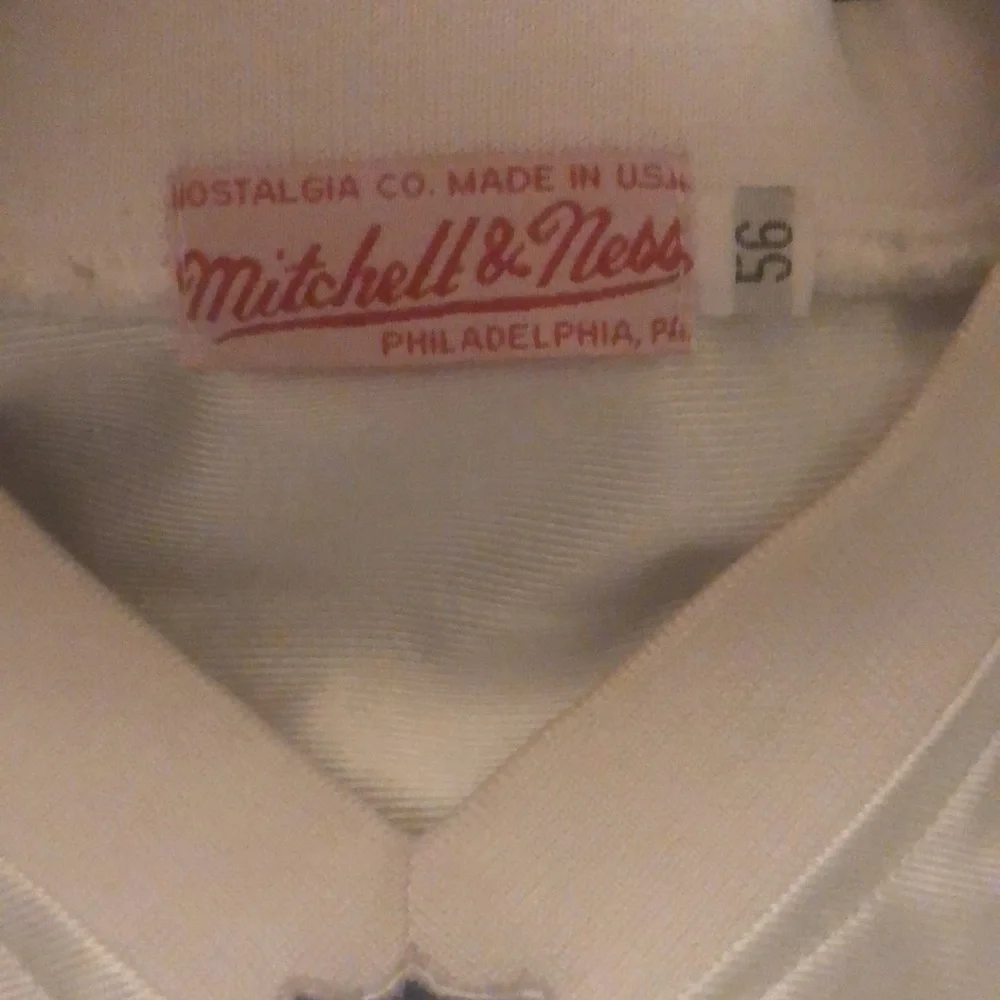 NOSTALGIA CO. MADE IN U.S.A.
Mitchell & Ness
PHILADELPHIA, PA.
56